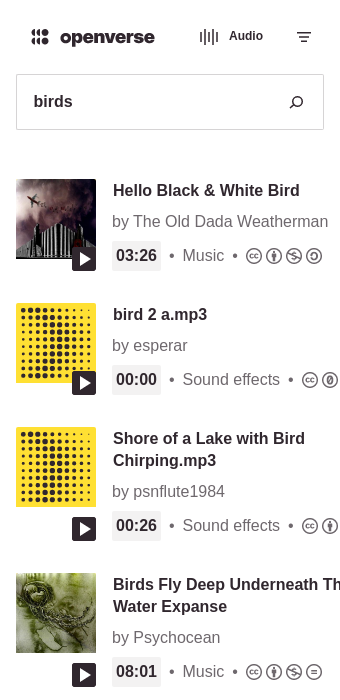 openverse
Audio
birds
Hello Black & White Bird
by The Old Dada Weatherman
03:26 • Music •
bird 2 a.mp3
by esperar
00:00 • Sound effects •
Shore of a Lake with Bird
Chirping.mp3
by psnflute1984
00:26 • Sound effects •
Birds Fly Deep Underneath Th
Water Expanse
by Psychocean
08:01 • Music •